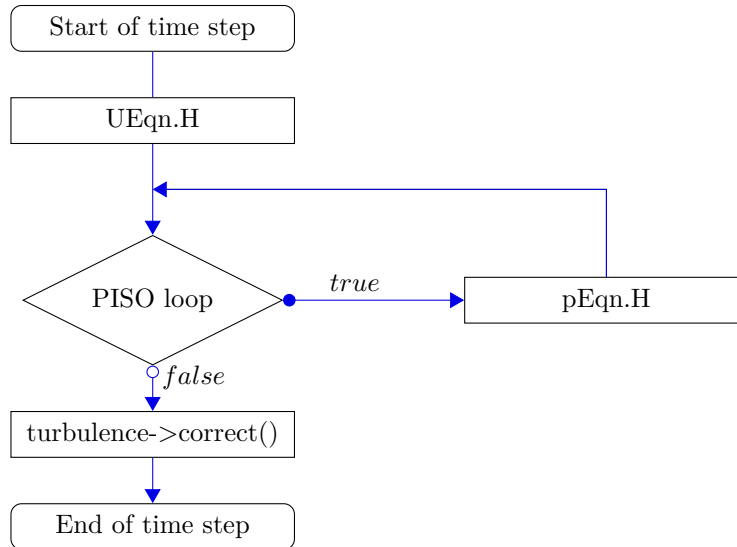 Start of time step
UEqn.H
PISO loop
true
pEqn.H
false
turbulence->correct()
End of time step